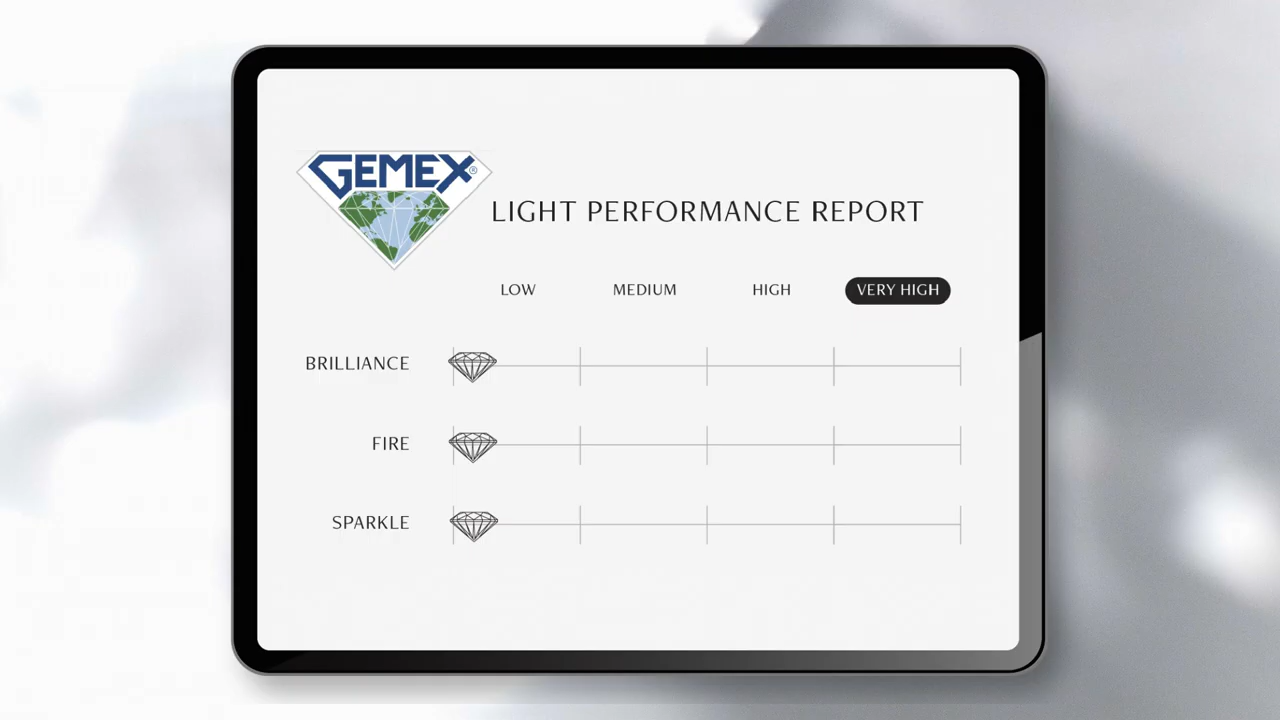 GEMEX®
LIGHT PERFORMANCE REPORT
LOW MEDIUM HIGH VERY HIGH
BRILLIANCE
FIRE
SPARKLE